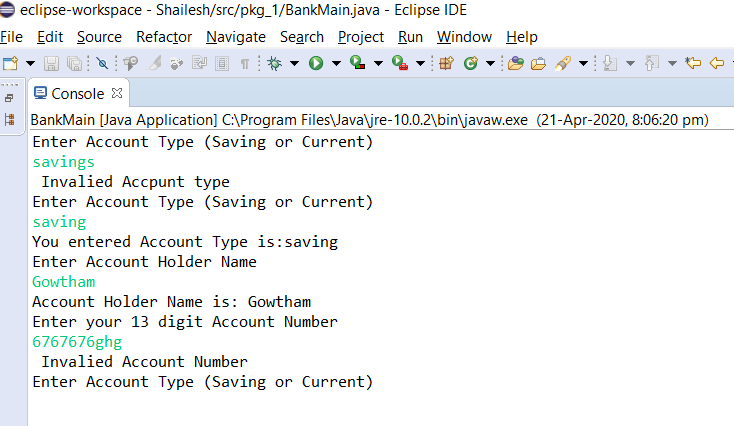 eclipse-workspace - Shailesh/src/pkg_1/BankMain.java - Eclipse IDE
File Edit Source Refactor Navigate Search Project Run Window Help
Console
BankMain [Java Application] C:\Program Files\Java\jre-10.0.2\bin\javaw.exe (21-Apr-2020, 8:06:20 pm)
Enter Account Type (Saving or Current)
savings
Invalied Accpunt type
Enter Account Type (Saving or Current)
saving
You entered Account Type is:saving
Enter Account Holder Name
Gowtham
Account Holder Name is: Gowtham
Enter your 13 digit Account Number
6767676ghg
Invalied Account Number
Enter Account Type (Saving or Current)